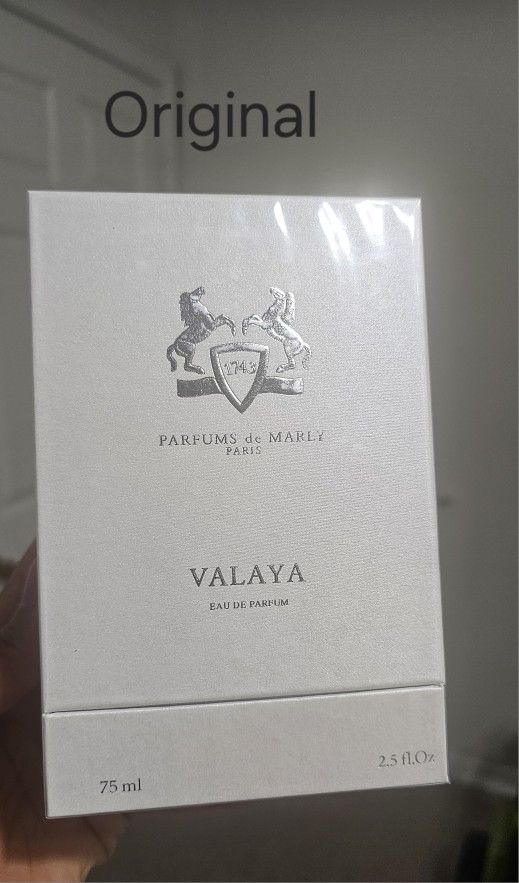 Original
1743
PARFUMS de MARLY
PARIS
VALAYA
EAU DE PARFUM
75 ml
2.5 fl.Oz